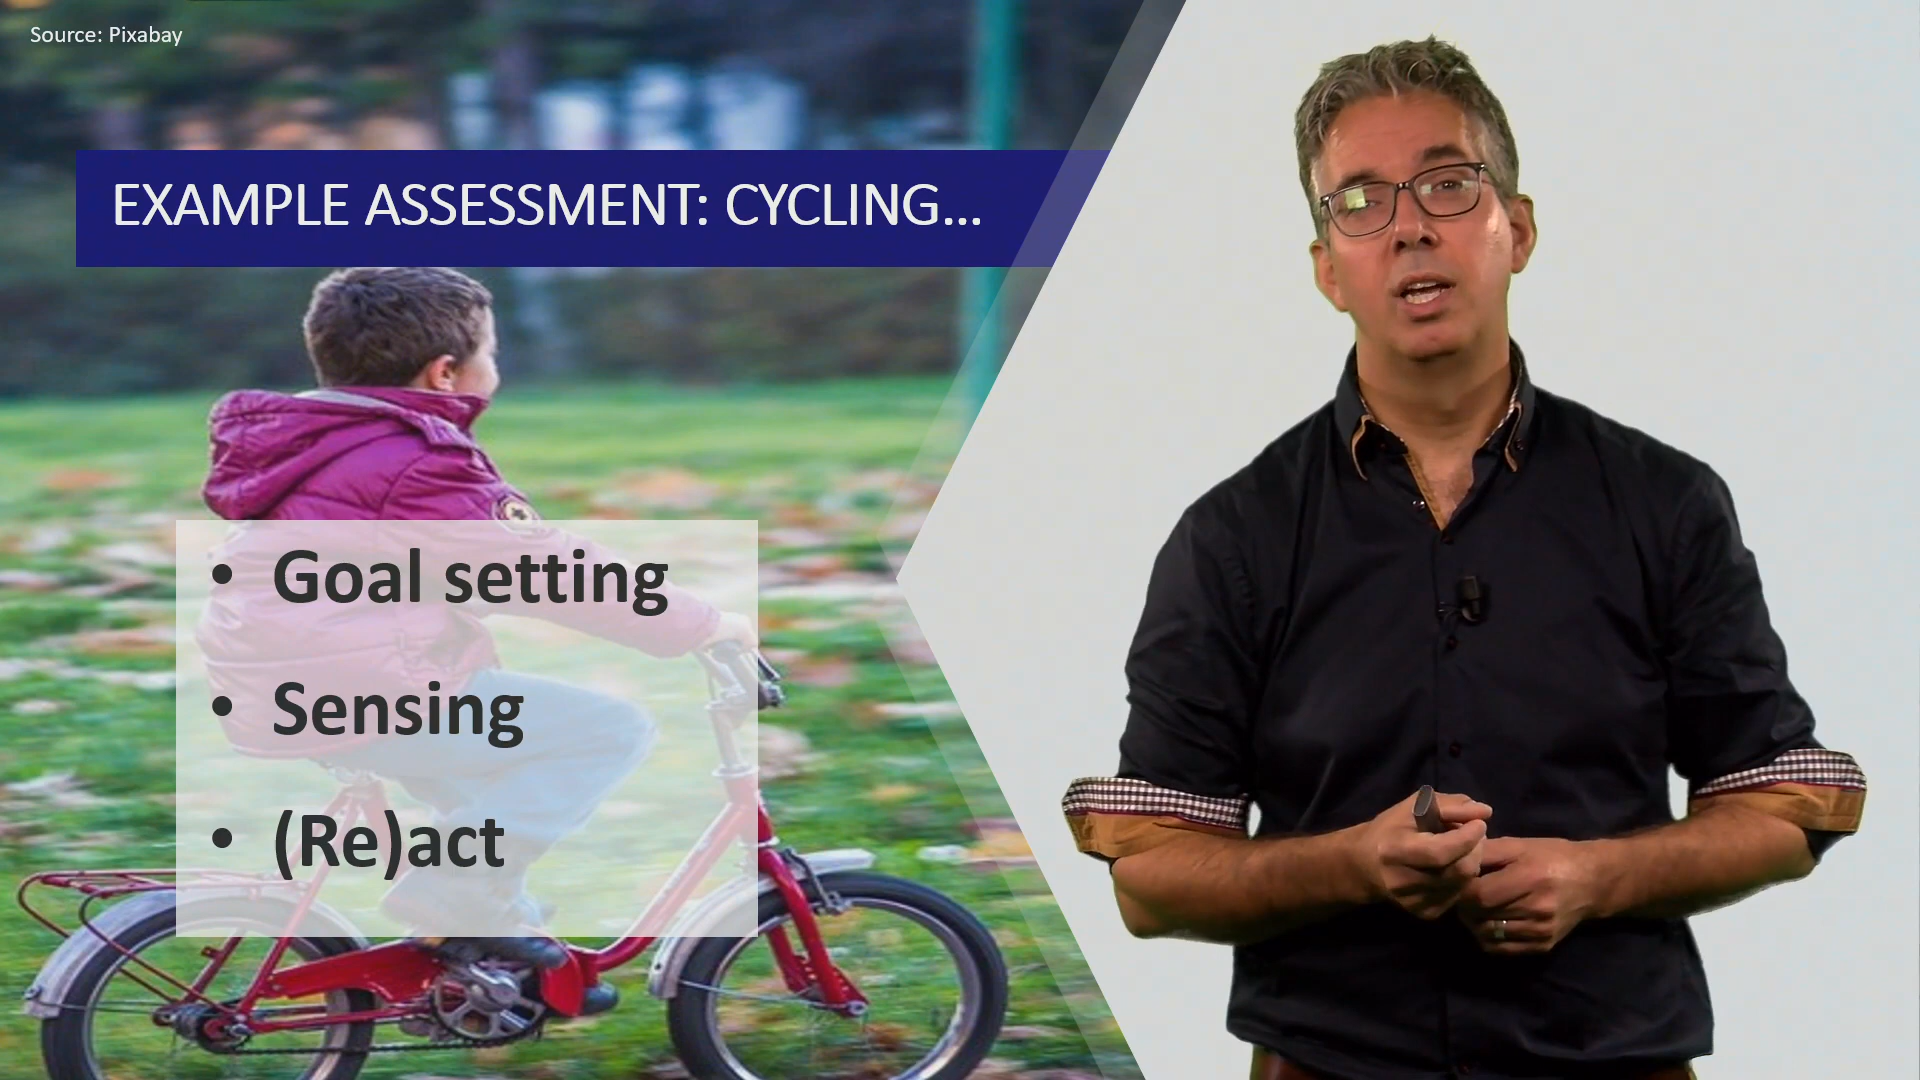 Source: Pixabay
EXAMPLE ASSESSMENT: CYCLING...
• Goal setting
• Sensing
• (Re)act